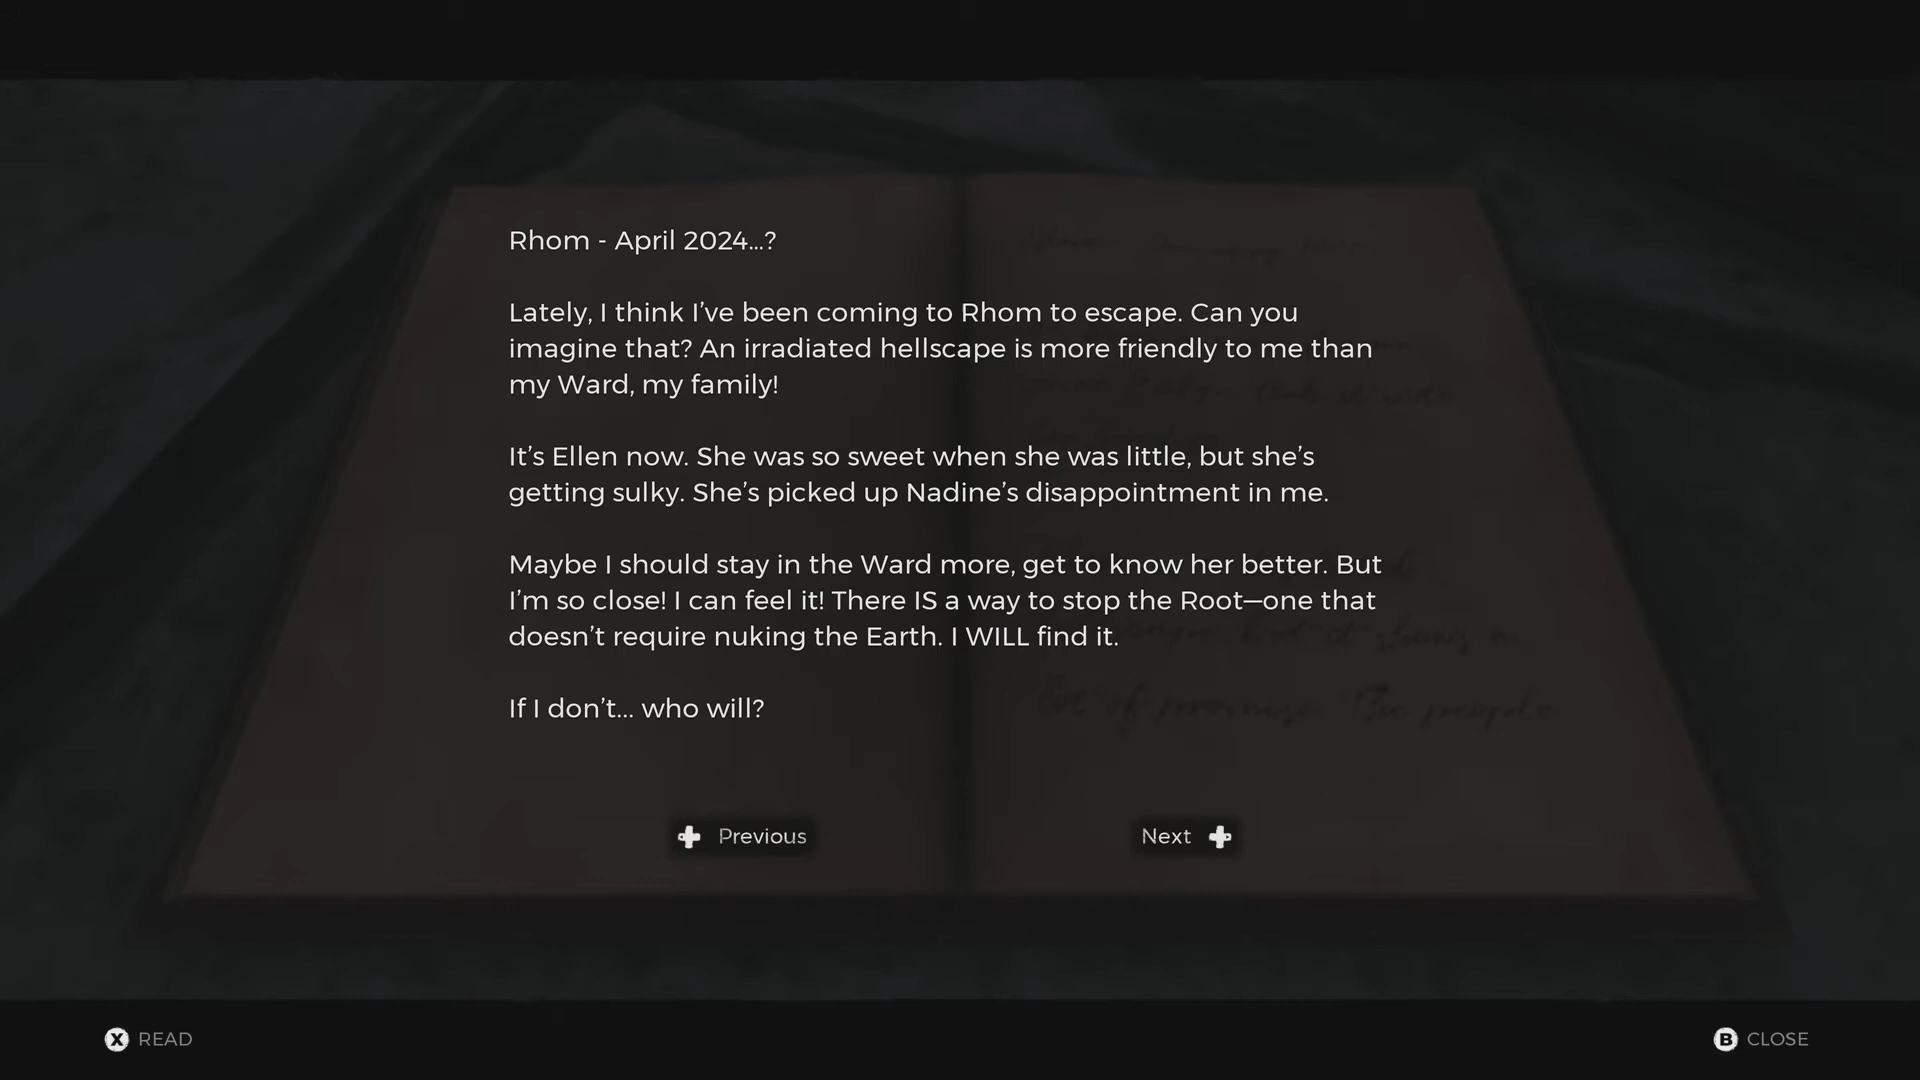 Rhom - April 2024...?
Lately, I think I've been coming to Rhom to escape. Can you
imagine that? An irradiated hellscape is more friendly to me than
my Ward, my family!
It's Ellen now. She was so sweet when she was little, but she's
getting sulky. She's picked up Nadine's disappointment in me.
Maybe I should stay in the Ward more, get to know her better. But
I'm so close! I can feel it! There IS a way to stop the Root—one that
doesn't require nuking the Earth. I WILL find it.
If I don't... who will?
Previous
Next
X READ
B CLOSE